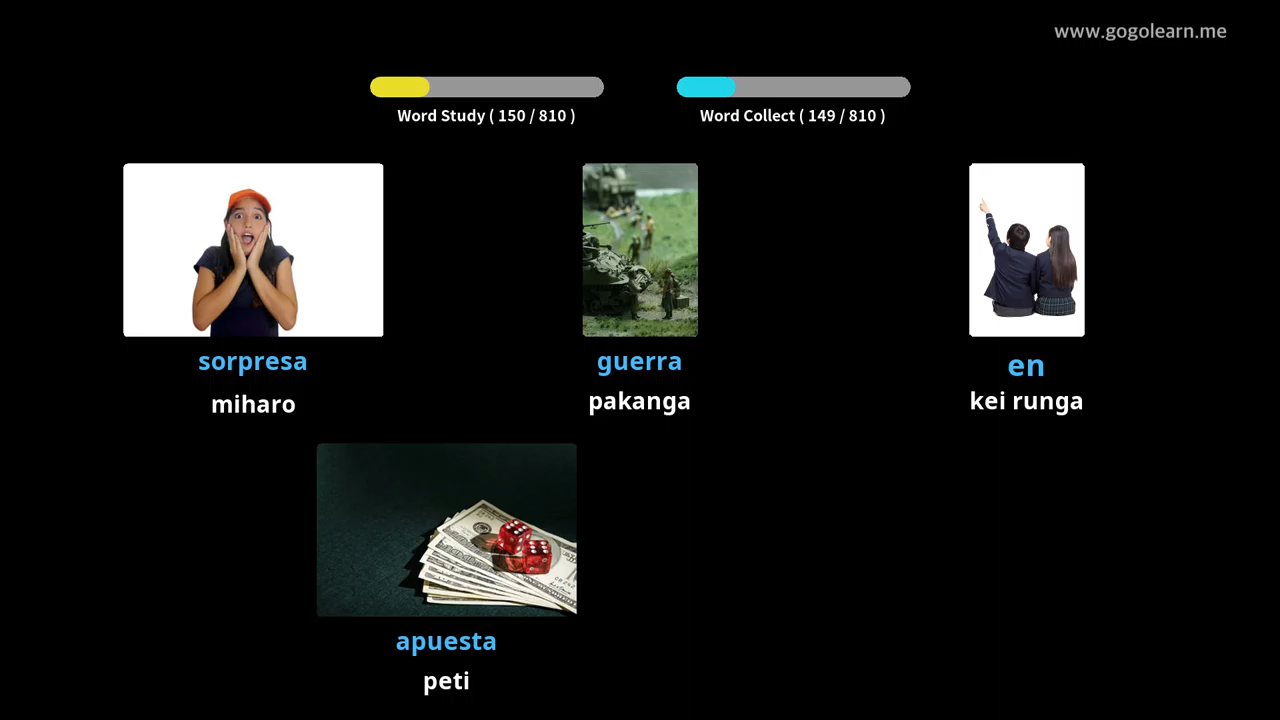 www.gogolearn.me
Word Study ( 150 / 810 )
Word Collect ( 149 / 810 )
sorpresa
miharo
guerra
pakanga
en
kei runga
apuesta
peti